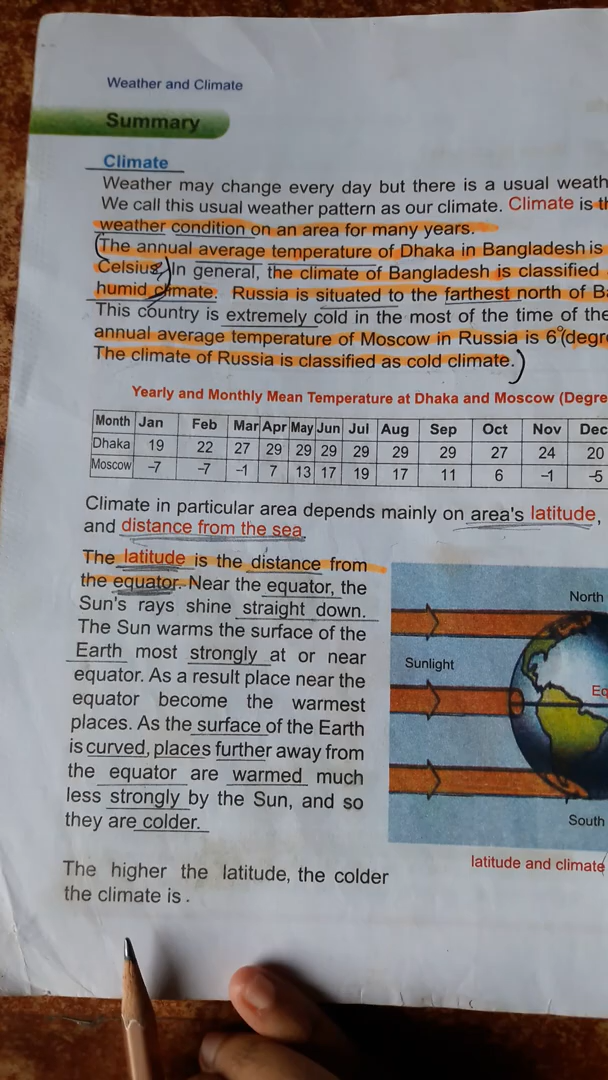 Weather and Climate
Summary
Climate
Weather may change every day but there is a usual weath
We call this usual weather pattern as our climate. Climate is th
weather condition on an area for many years.
The annual average temperature of Dhaka in Bangladesh is
Celsius. In general, the climate of Bangladesh is classified
humid climate. Russia is situated to the farthest north of Ba
This country is extremely cold in the most of the time of the
annual average temperature of Moscow in Russia is 6°(degre
The climate of Russia is classified as cold climate.
Yearly and Monthly Mean Temperature at Dhaka and Moscow (Degre
Month Jan Feb Mar Apr May Jun Jul Aug Sep Oct Nov Dec
Dhaka 19 22 27 29 29 29 29 29 29 27 24 20
Moscow -7 -7 -1 7 13 17 19 17 11 6 -1 -5
Climate in particular area depends mainly on area's latitude,
and distance from the sea.
The latitude is the distance from
the equator. Near the equator, the
Sun's rays shine straight down.
The Sun warms the surface of the
Earth most strongly at or near
equator. As a result place near the
equator become the warmest
places. As the surface of the Earth
is curved, places further away from
the equator are warmed much
less strongly by the Sun, and so
they are colder.
North
Sunlight
Eq
South
latitude and climate
The higher the latitude, the colder
the climate is .